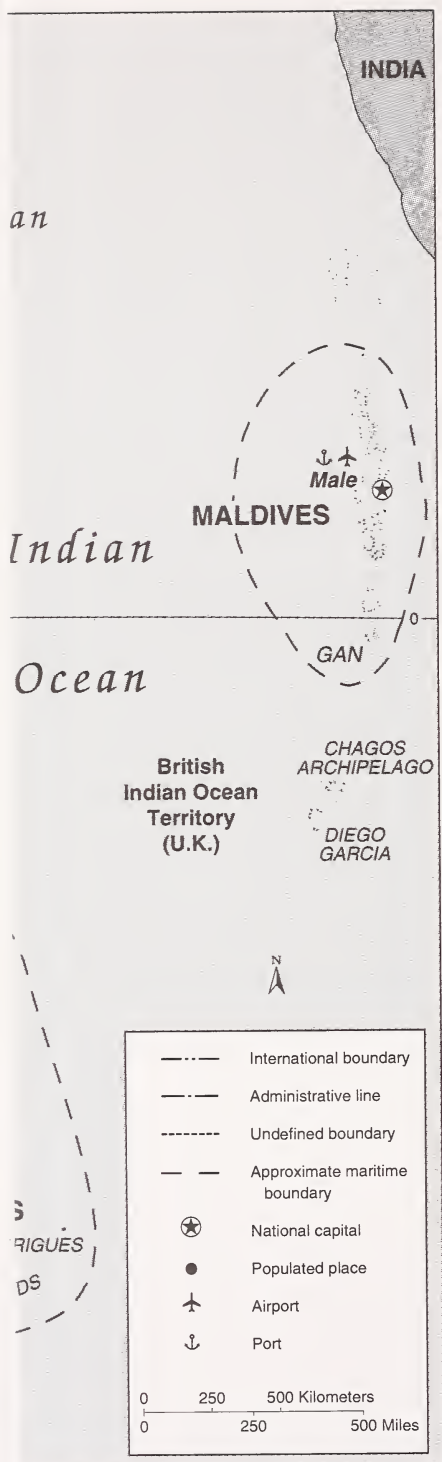 INDIA
an
Male
MALDIVES
Indian
0
GAN
Ocean
CHAGOS
ARCHIPELAGO
British
Indian Ocean
Territory
(U.K.)
DIEGO
GARCIA
N
International boundary
Administrative line
Undefined boundary
Approximate maritime
boundary
National capital
Populated place
Airport
Port
S
RIGUES
DS
0 250 500 Kilometers
0 250 500 Miles